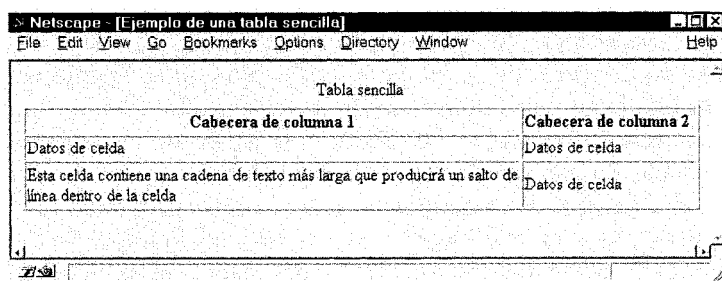 Netscape - [Ejemplo de una tabla sencilla]
File Edit View Go Bookmarks Options Directory Window Help
Tabla sencilla
Cabecera de columna 1 Cabecera de columna 2
Datos de celda Datos de celda
Esta celda contiene una cadena de texto más larga que producirá un salto de
línea dentro de la celda
Datos de celda